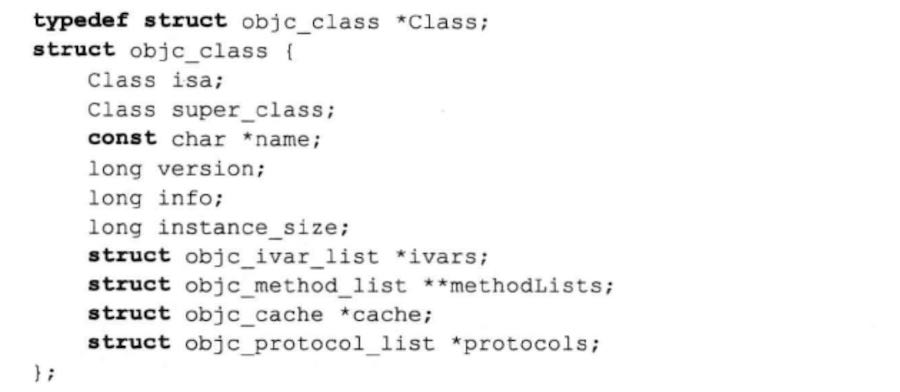 typedef struct objc_class *Class;
struct objc_class {
    Class isa;
    Class super_class;
    const char *name;
    long version;
    long info;
    long instance_size;
    struct objc_ivar_list *ivars;
    struct objc_method_list **methodLists;
    struct objc_cache *cache;
    struct objc_protocol_list *protocols;
};